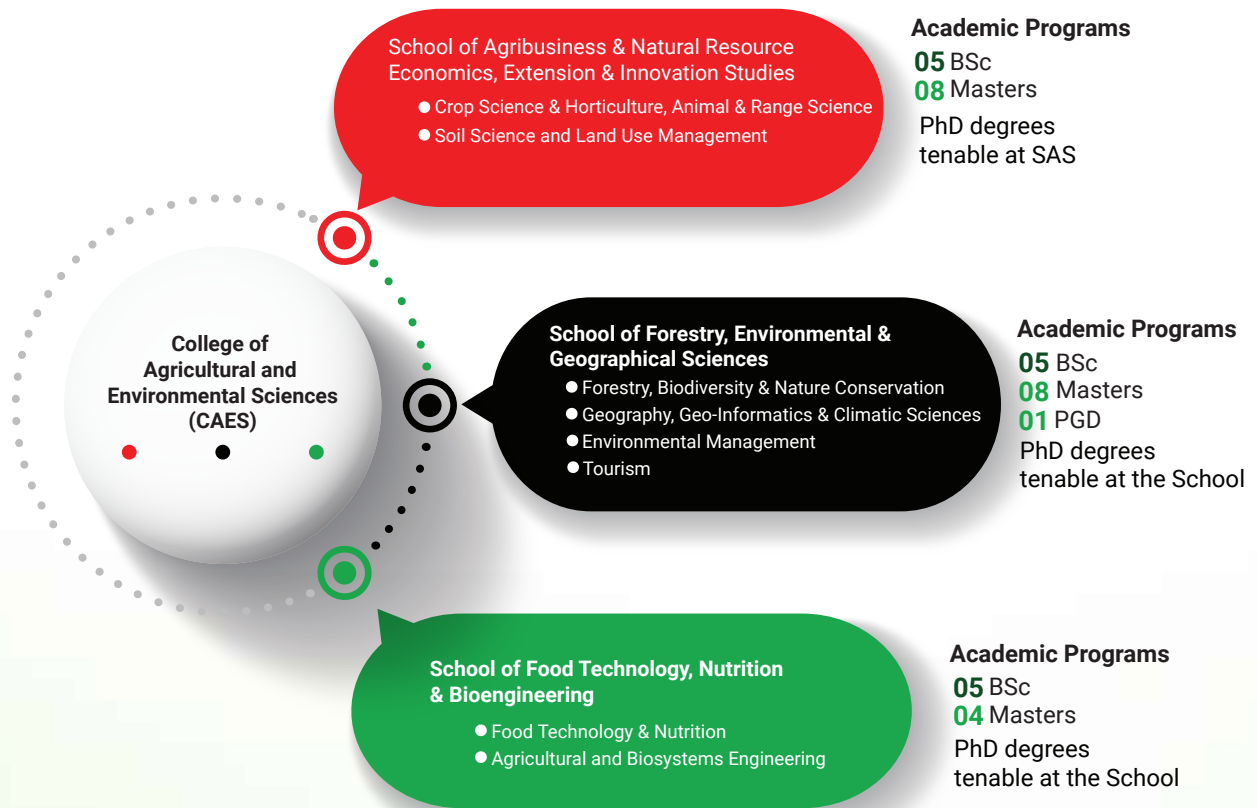 College of
Agricultural and
Environmental Sciences
(CAES)
School of Agribusiness & Natural Resource
Economics, Extension & Innovation Studies
Crop Science & Horticulture, Animal & Range Science
Soil Science and Land Use Management
Academic Programs
05 BSc
08 Masters
PhD degrees
tenable at SAS
School of Forestry, Environmental &
Geographical Sciences
Forestry, Biodiversity & Nature Conservation
Geography, Geo-Informatics & Climatic Sciences
Environmental Management
Tourism
Academic Programs
05 BSc
08 Masters
01 PGD
PhD degrees
tenable at the School
School of Food Technology, Nutrition
& Bioengineering
Food Technology & Nutrition
Agricultural and Biosystems Engineering
Academic Programs
05 BSc
04 Masters
PhD degrees
tenable at the School